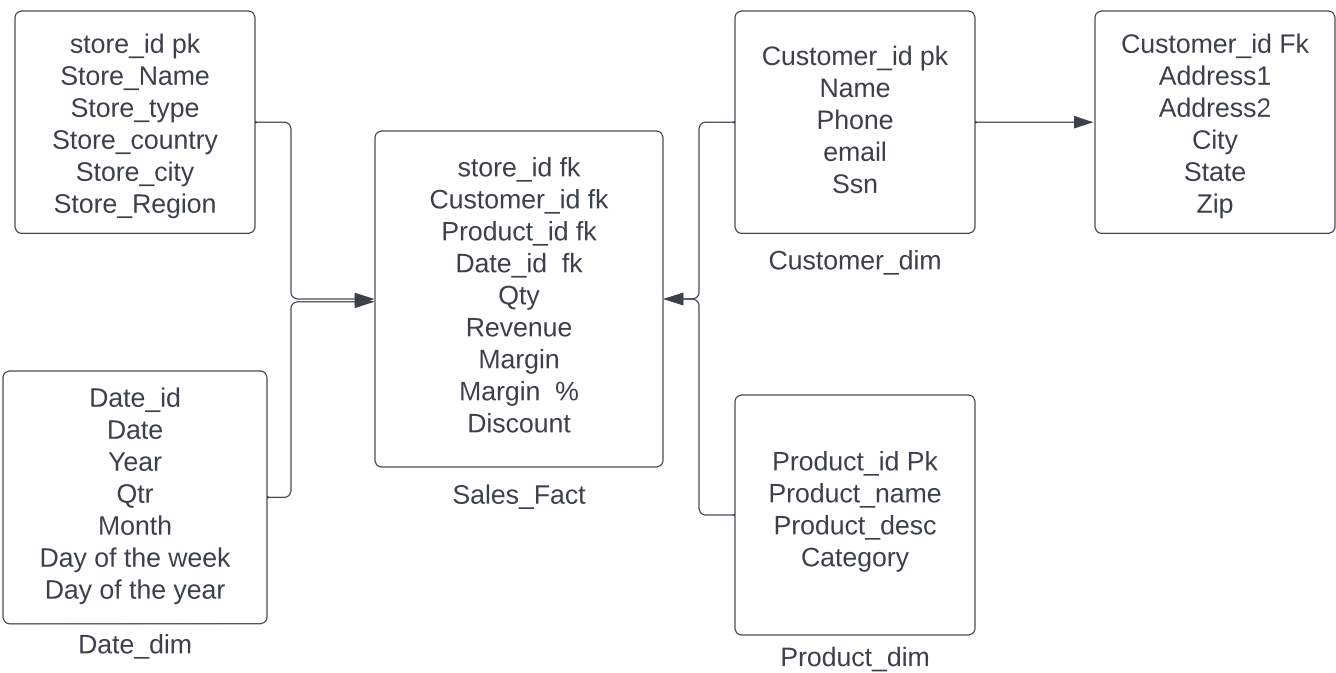 store_id pk
Store_Name
Store_type
Store_country
Store_city
Store_Region
Date_id
Date
Year
Qtr
Month
Day of the week
Day of the year
Date_dim
store_id fk
Customer_id fk
Product_id fk
Date_id  fk
Qty
Revenue
Margin
Margin  %
Discount
Sales_Fact
Customer_id pk
Name
Phone
email
Ssn
Customer_dim
Product_id Pk
Product_name
Product_desc
Category
Product_dim
Customer_id Fk
Address1
Address2
City
State
Zip